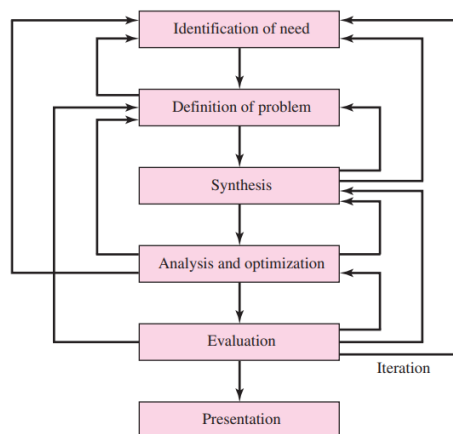 Identification of need
Definition of problem
Synthesis
Analysis and optimization
Evaluation
Iteration
Presentation